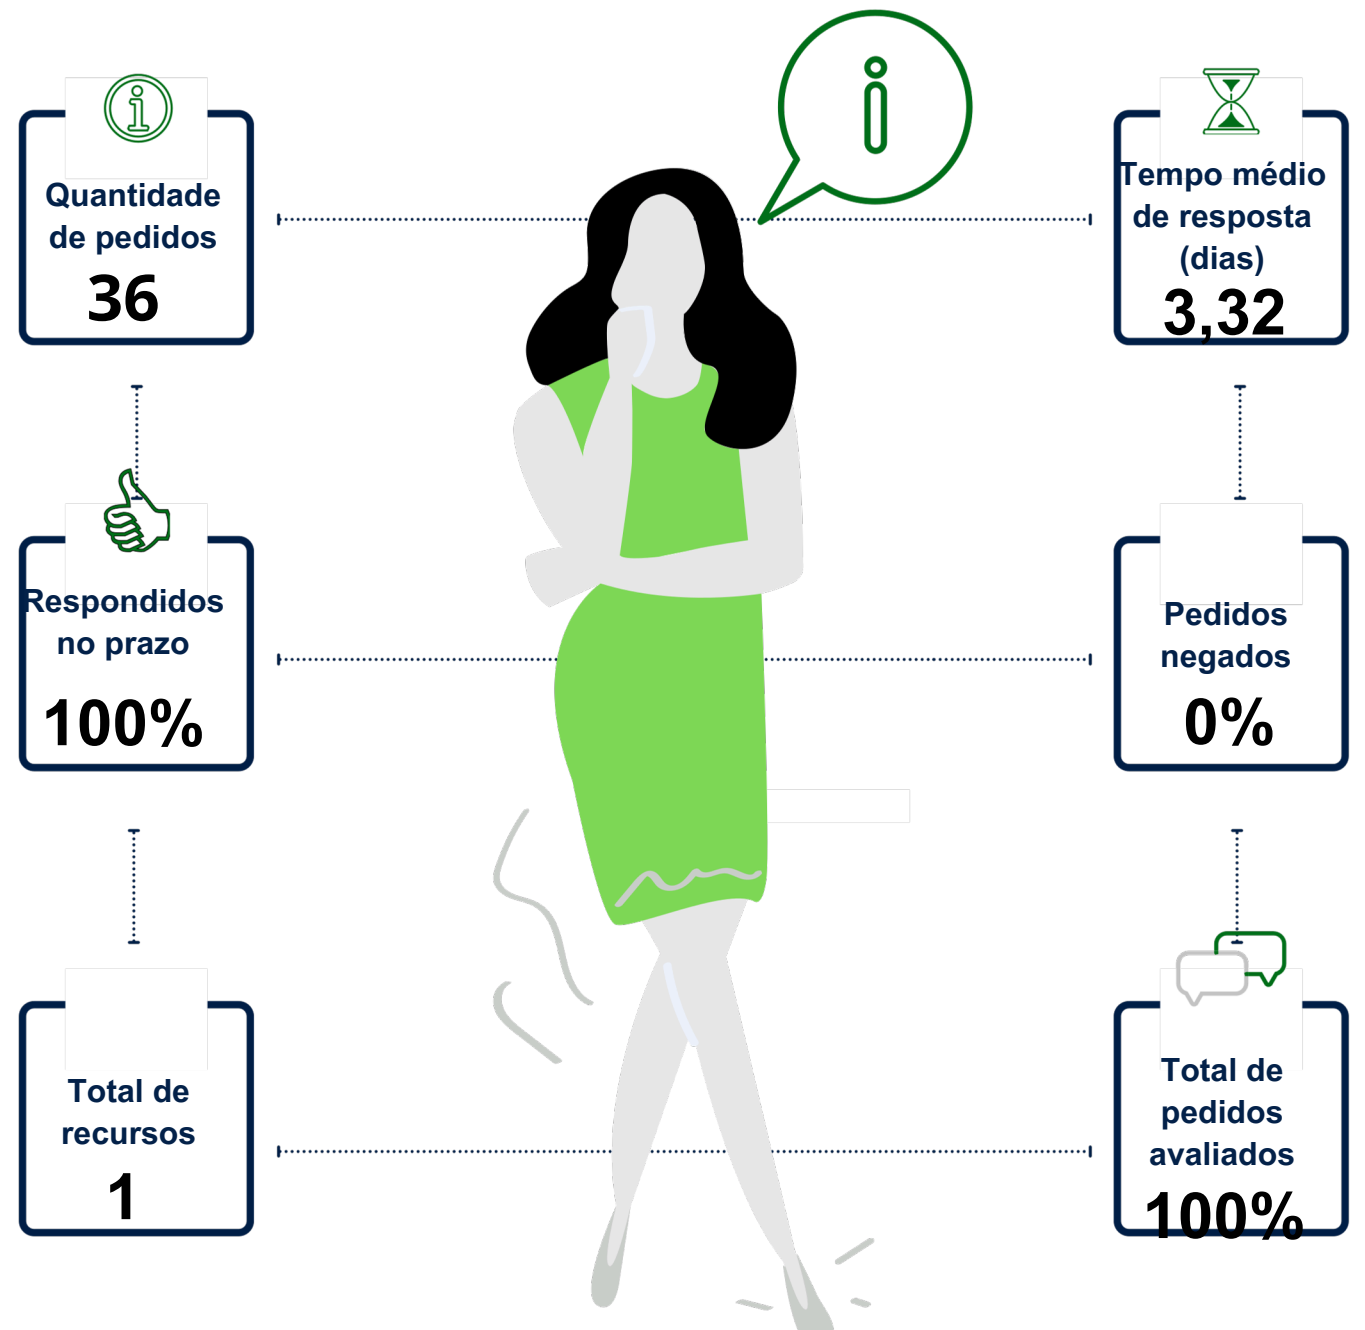 Quantidade
de pedidos
36
Tempo médio
de resposta
(dias)
3,32
Respondidos
no prazo
100%
Pedidos
negados
0%
Total de
recursos
1
Total de
pedidos
avaliados
100%